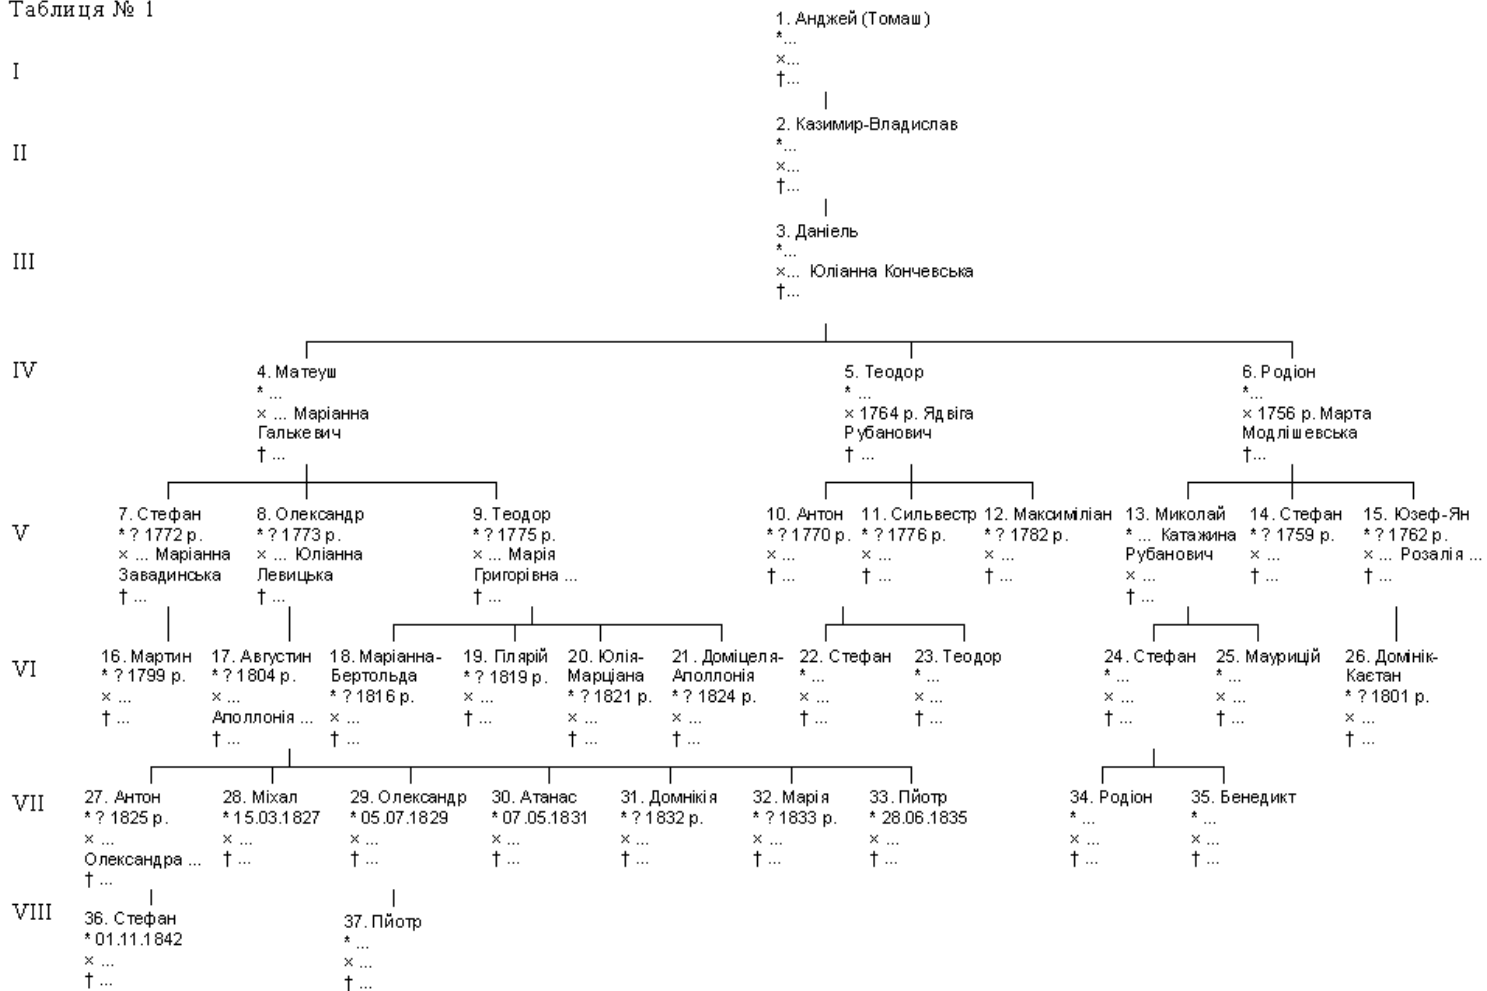 Таблиця № 1
I
1. Анджей (Томаш)
*...
×...
†...
II
2. Казимир-Владислав
*...
×...
†...
III
3. Даніель
*...
×... Юліанна Кончевська
†...
IV
4. Матеуш
* ...
× ... Маріанна
Галькевич
† ...
5. Теодор
* ...
× 1764 р. Ядвіга
Рубанович
† ...
6. Родіон
*...
× 1756 р. Марта
Модлішевська
†...
V
7. Стефан
* ? 1772 р.
× ... Маріанна
Завадинська
† ...
8. Олександр
* ? 1773 р.
× ... Юліанна
Левицька
† ...
9. Теодор
* ? 1775 р.
× ... Марія
Григорівна ...
† ...
10. Антон
* ? 1770 р.
× ...
† ...
11. Сильвестр
* ? 1776 р.
× ...
† ...
12. Максиміліан
* ? 1782 р.
× ...
† ...
13. Миколай
* ... Катажина
Рубанович
× ...
† ...
14. Стефан
* ? 1759 р.
× ...
† ...
15. Юзеф-Ян
* ? 1762 р.
× ... Розалія ...
† ...
VI
16. Мартин
* ? 1799 р.
× ...
† ...
17. Августин
* ? 1804 р.
× ...
Аполлонія ...
† ...
18. Маріанна-
Бертольда
* ? 1816 р.
× ...
† ...
19. Ілярій
* ? 1819 р.
× ...
† ...
20. Юлія-
Марціана
* ? 1821 р.
× ...
† ...
21. Доміцеля-
Аполлонія
* ? 1824 р.
× ...
† ...
22. Стефан
* ...
× ...
† ...
23. Теодор
* ...
× ...
† ...
24. Стефан
* ...
× ...
† ...
25. Маурицій
* ...
× ...
† ...
26. Домінік-
Каєтан
* ? 1801 р.
× ...
† ...
VII
27. Антон
* ? 1825 р.
× ...
Олександра ...
† ...
28. Міхал
* 15.03.1827
× ...
† ...
29. Олександр
* 05.07.1829
× ...
† ...
30. Атанас
* 07.05.1831
× ...
† ...
31. Домнікія
* ? 1832 р.
× ...
† ...
32. Марія
* ? 1833 р.
× ...
† ...
33. Пйотр
* 28.06.1835
× ...
† ...
34. Родіон
* ...
× ...
† ...
35. Бенедикт
* ...
× ...
† ...
VIII
36. Стефан
* 01.11.1842
× ...
† ...
37. Пйотр
* ...
× ...
† ...